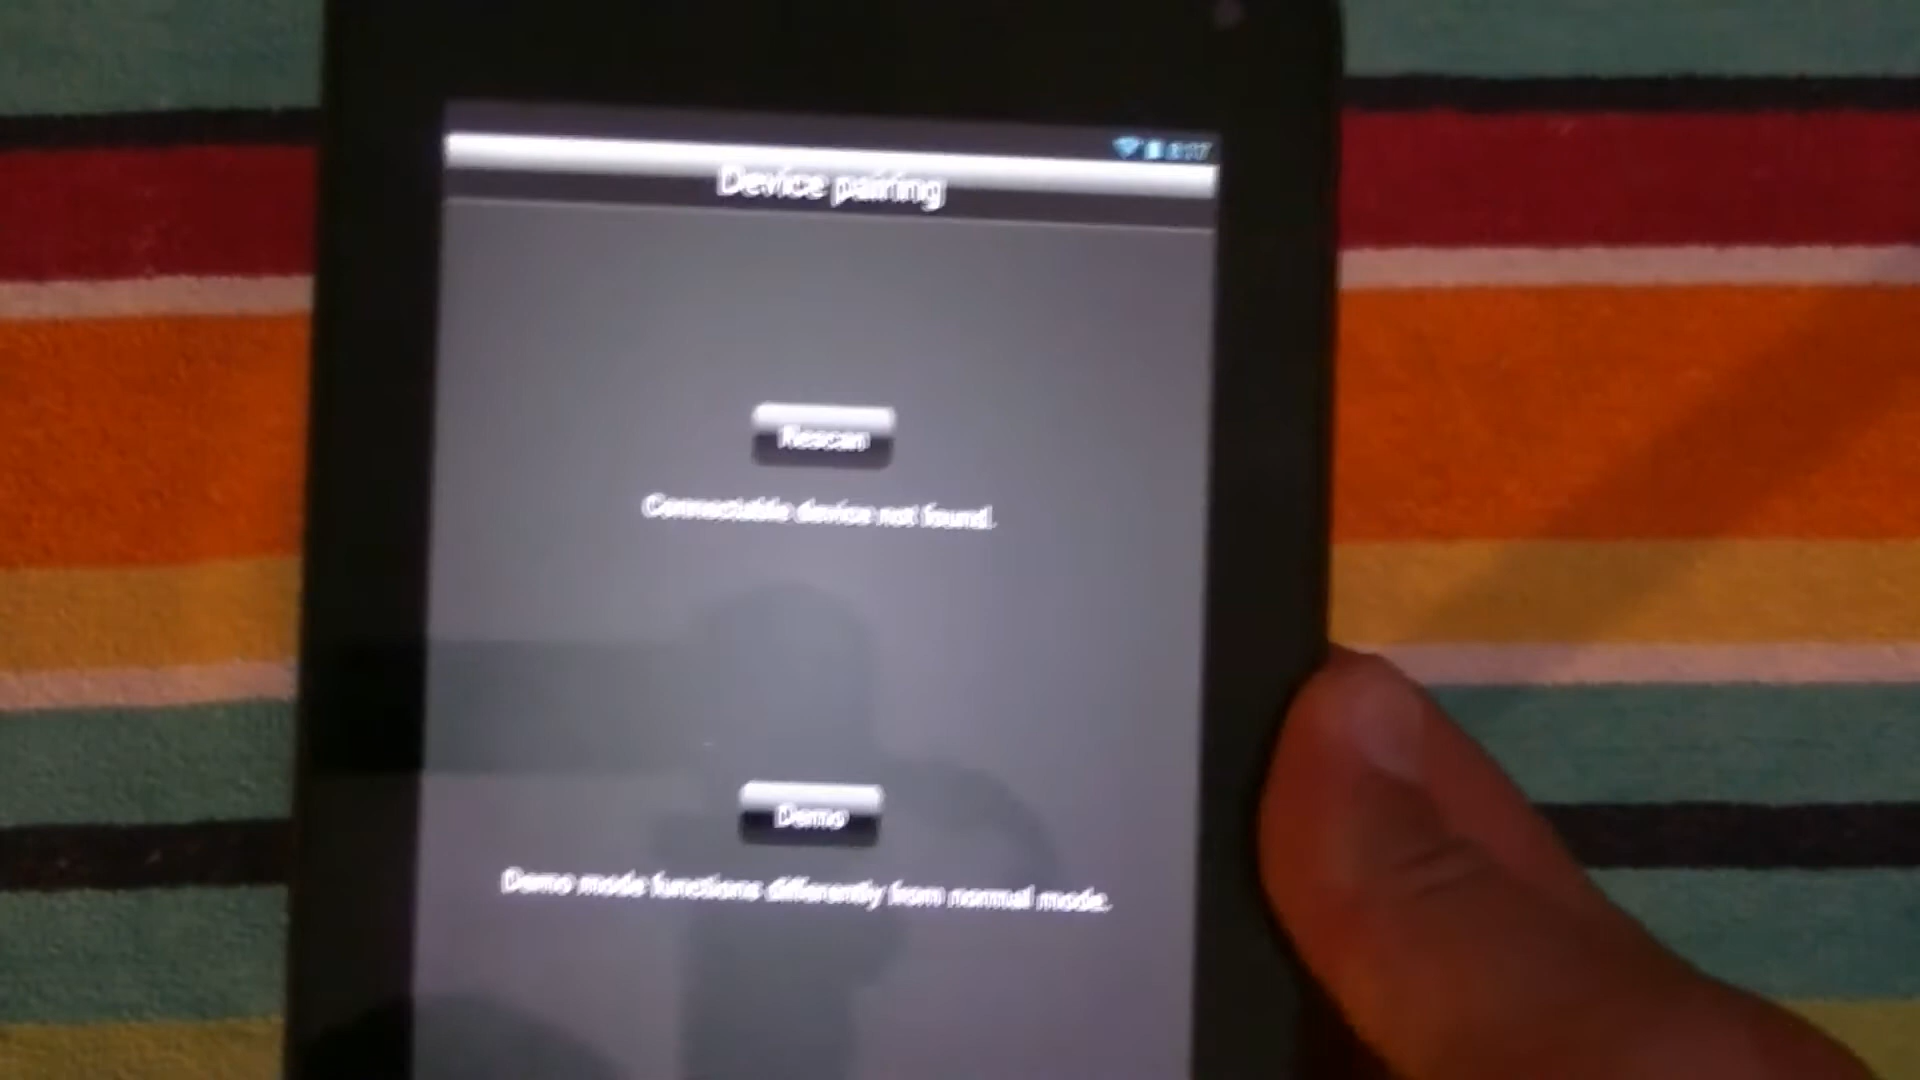 Device pairing
Rescan
Connectable device not found.
Demo
Demo mode functions differently from normal mode.